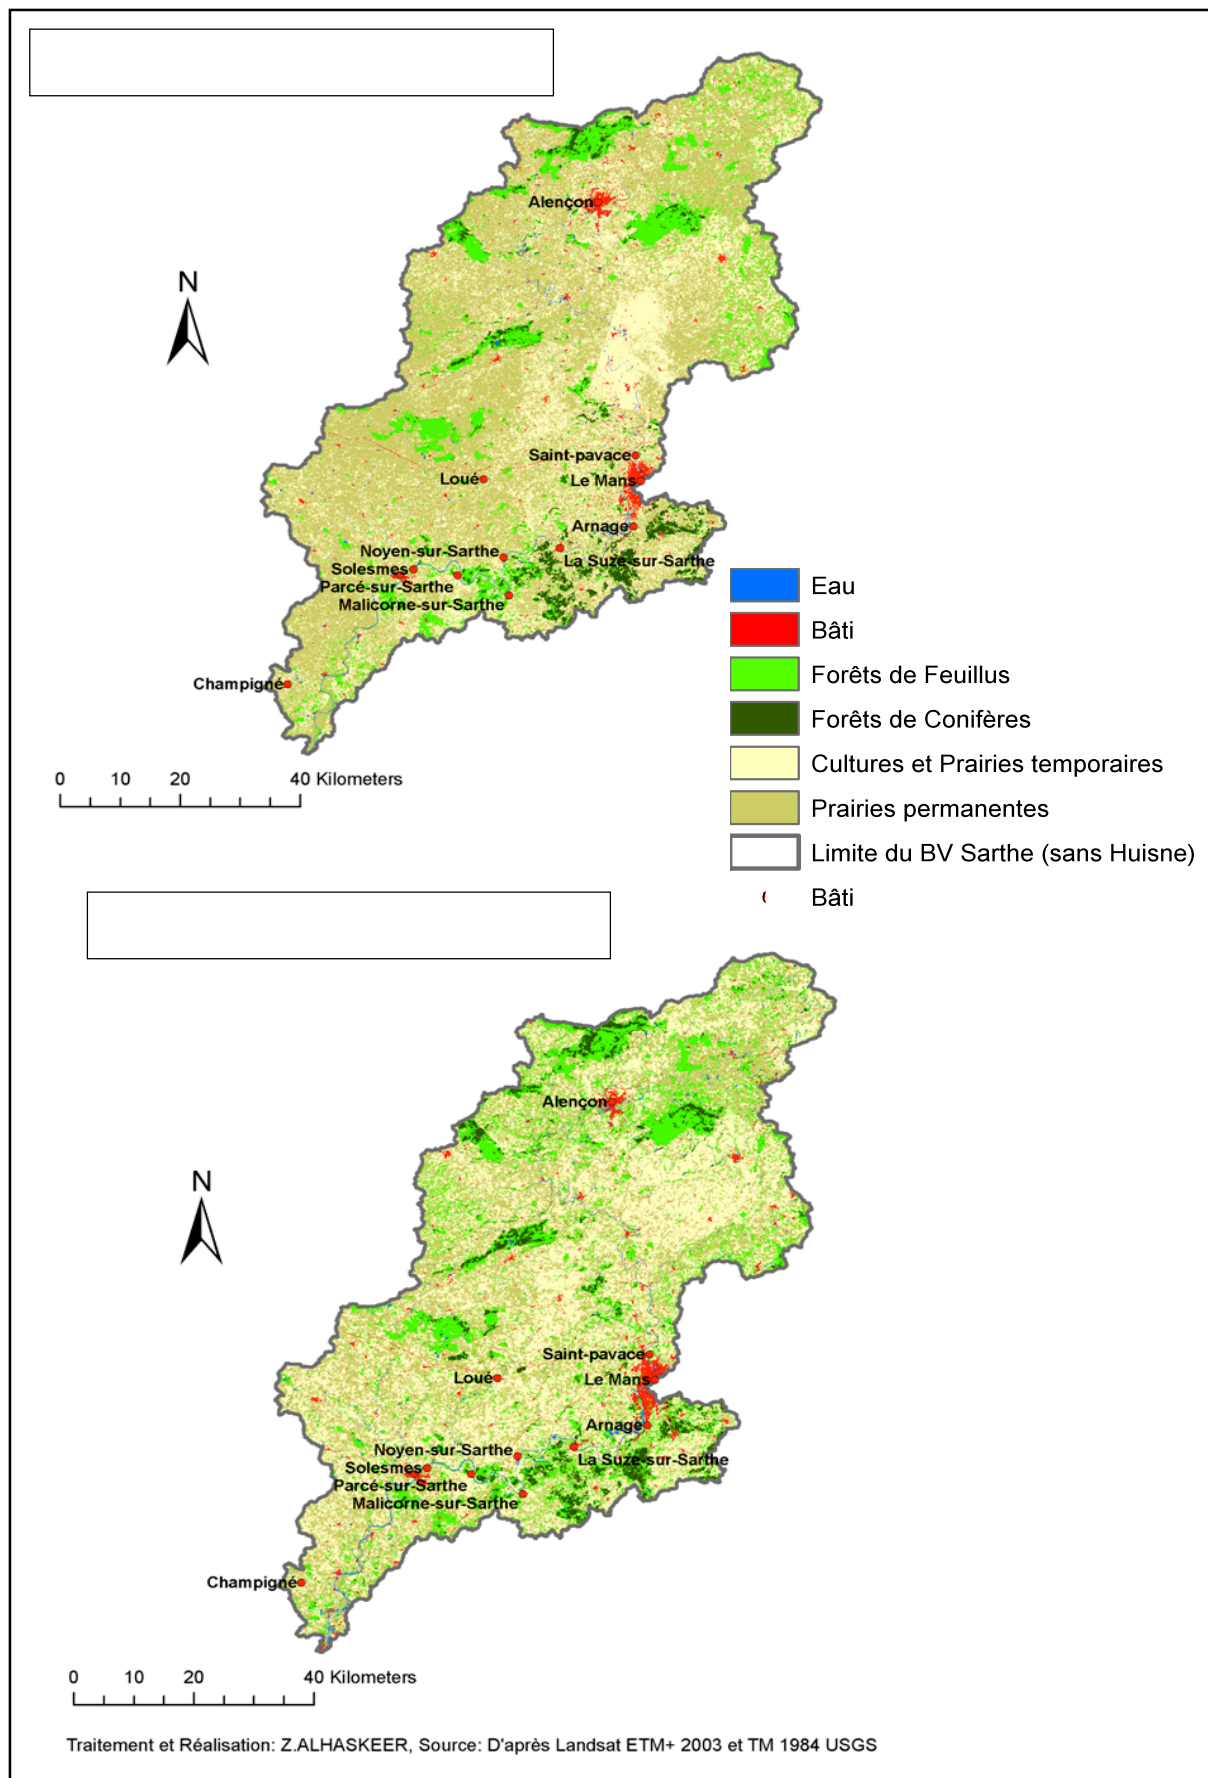 N
Alençon
Saint-pavace
Loué
Le Mans
Arnage
Noyen-sur-Sarthe
La Suze-sur-Sarthe
Solesmes
Parcé-sur-Sarthe
Malicorne-sur-Sarthe
Champigné
0 10 20 40 Kilometers
Eau
Bâti
Forêts de Feuillus
Forêts de Conifères
Cultures et Prairies temporaires
Prairies permanentes
Limite du BV Sarthe (sans Huisne)
Bâti
N
Alençon
Saint-pavace
Loué
Le Mans
Arnage
Noyen-sur-Sarthe
La Suze-sur-Sarthe
Solesmes
Parcé-sur-Sarthe
Malicorne-sur-Sarthe
Champigné
0 10 20 40 Kilometers
Traitement et Réalisation: Z.ALHASKEER, Source: D'après Landsat ETM+ 2003 et TM 1984 USGS